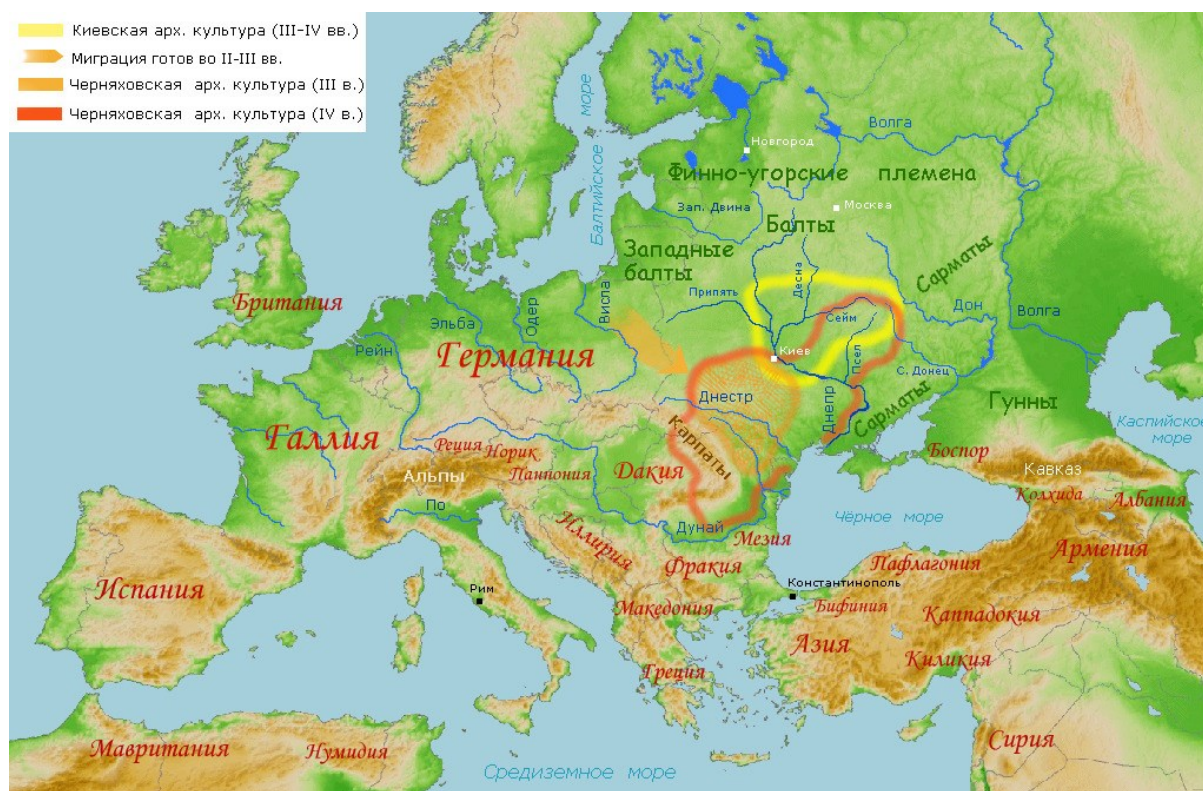 Киевская арх. культура (III-IV вв.)
Миграция готов во II-III вв.
Черняховская арх. культура (III в.)
Черняховская арх. культура (IV в.)
Балтийское море
Волга
Новгород
Финно-угорские племена
Зап. Двина
Москва
Балты
Западные
балты
Сарматы
Британия
Висла
Припять
Десна
Эльба
Одер
Сейм
Дон
Волга
Рейн
Германия
Киев
Псел
С. Донец
Днестр
Днепр
Сарматы
Гунны
Каспийское
море
Галлия
Реция
Норик
карпаты
Боспор
Альпы
Паннония
Дакия
Кавказ
Колхида
Албания
По
Дунай
Чёрное море
Мезия
Иллирия
Фракия
Армения
Пафлагония
Испания
Рим
Константинополь
Македония
Бифиния
Каппадокия
Азия
Киликия
Греция
Мавритания
Нумидия
Сирия
Средиземное море